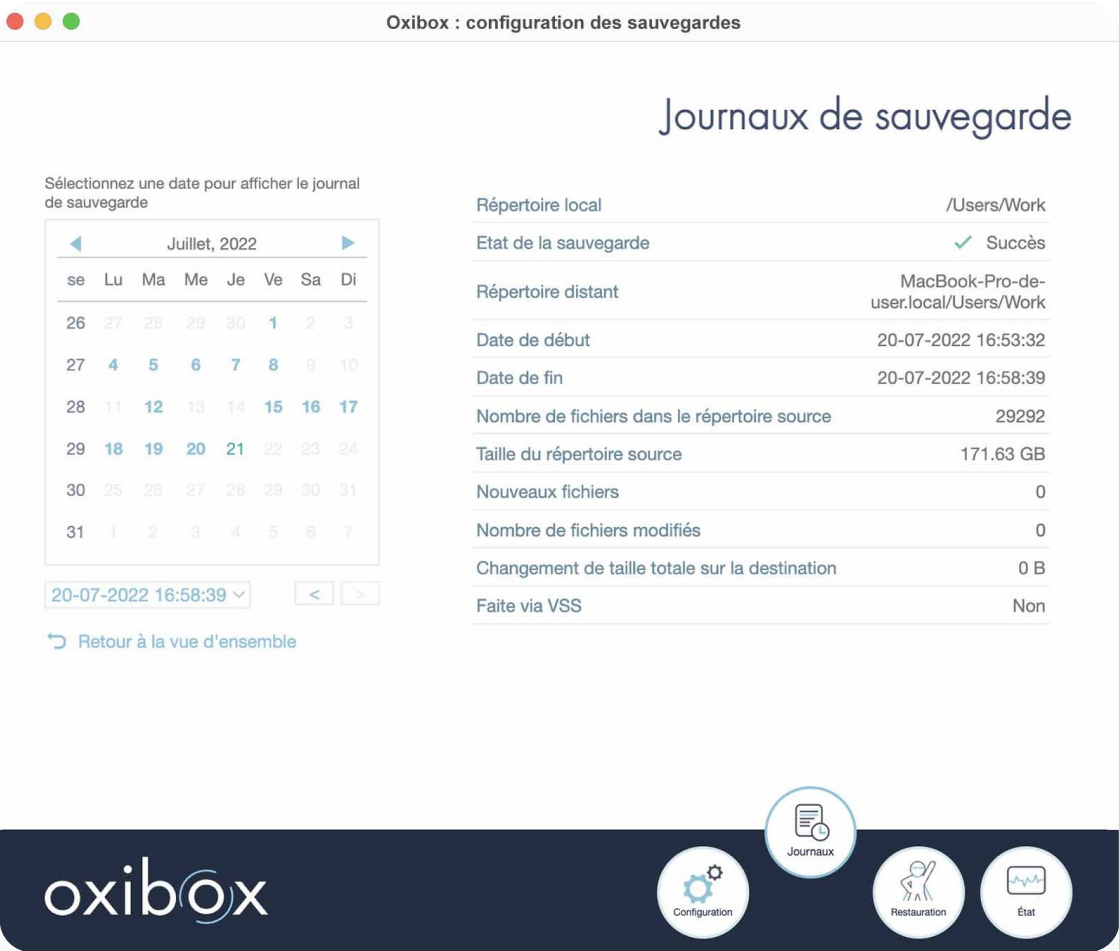 Oxibox : configuration des sauvegardes
Journaux de sauvegarde
Sélectionnez une date pour afficher le journal
de sauvegarde
Juillet, 2022
se Lu Ma Me Je Ve Sa Di
26 27 28 29 30 1 2 3
27 4 5 6 7 8 9 10
28 11 12 13 14 15 16 17
29 18 19 20 21 22 23 24
30 25 26 27 28 29 30 31
31 1 2 3 4 5 6 7
20-07-2022 16:58:39
< >
Retour à la vue d'ensemble
Répertoire local /Users/Work
Etat de la sauvegarde Succès
Répertoire distant MacBook-Pro-de-
user.local/Users/Work
Date de début 20-07-2022 16:53:32
Date de fin 20-07-2022 16:58:39
Nombre de fichiers dans le répertoire source 29292
Taille du répertoire source 171.63 GB
Nouveaux fichiers 0
Nombre de fichiers modifiés 0
Changement de taille totale sur la destination 0 B
Faite via VSS Non
oxibox
Configuration
Journaux
Restauration
État